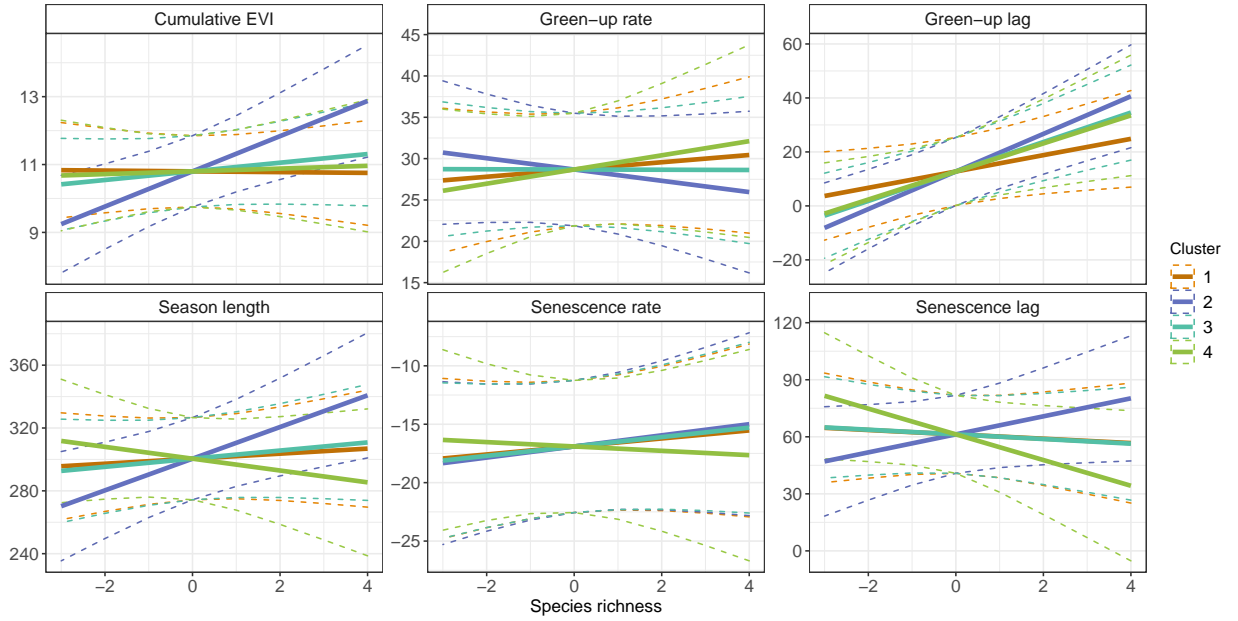 Cumulative EVI
Green−up rate
Green−up lag
13
11
9
45
40
35
30
25
20
15
60
40
20
0
−20
Season length
Senescence rate
Senescence lag
360
320
280
240
−10
−15
−20
−25
120
90
60
30
0
−2 0 2 4
−2 0 2 4
−2 0 2 4
Species richness
Cluster
1
2
3
4